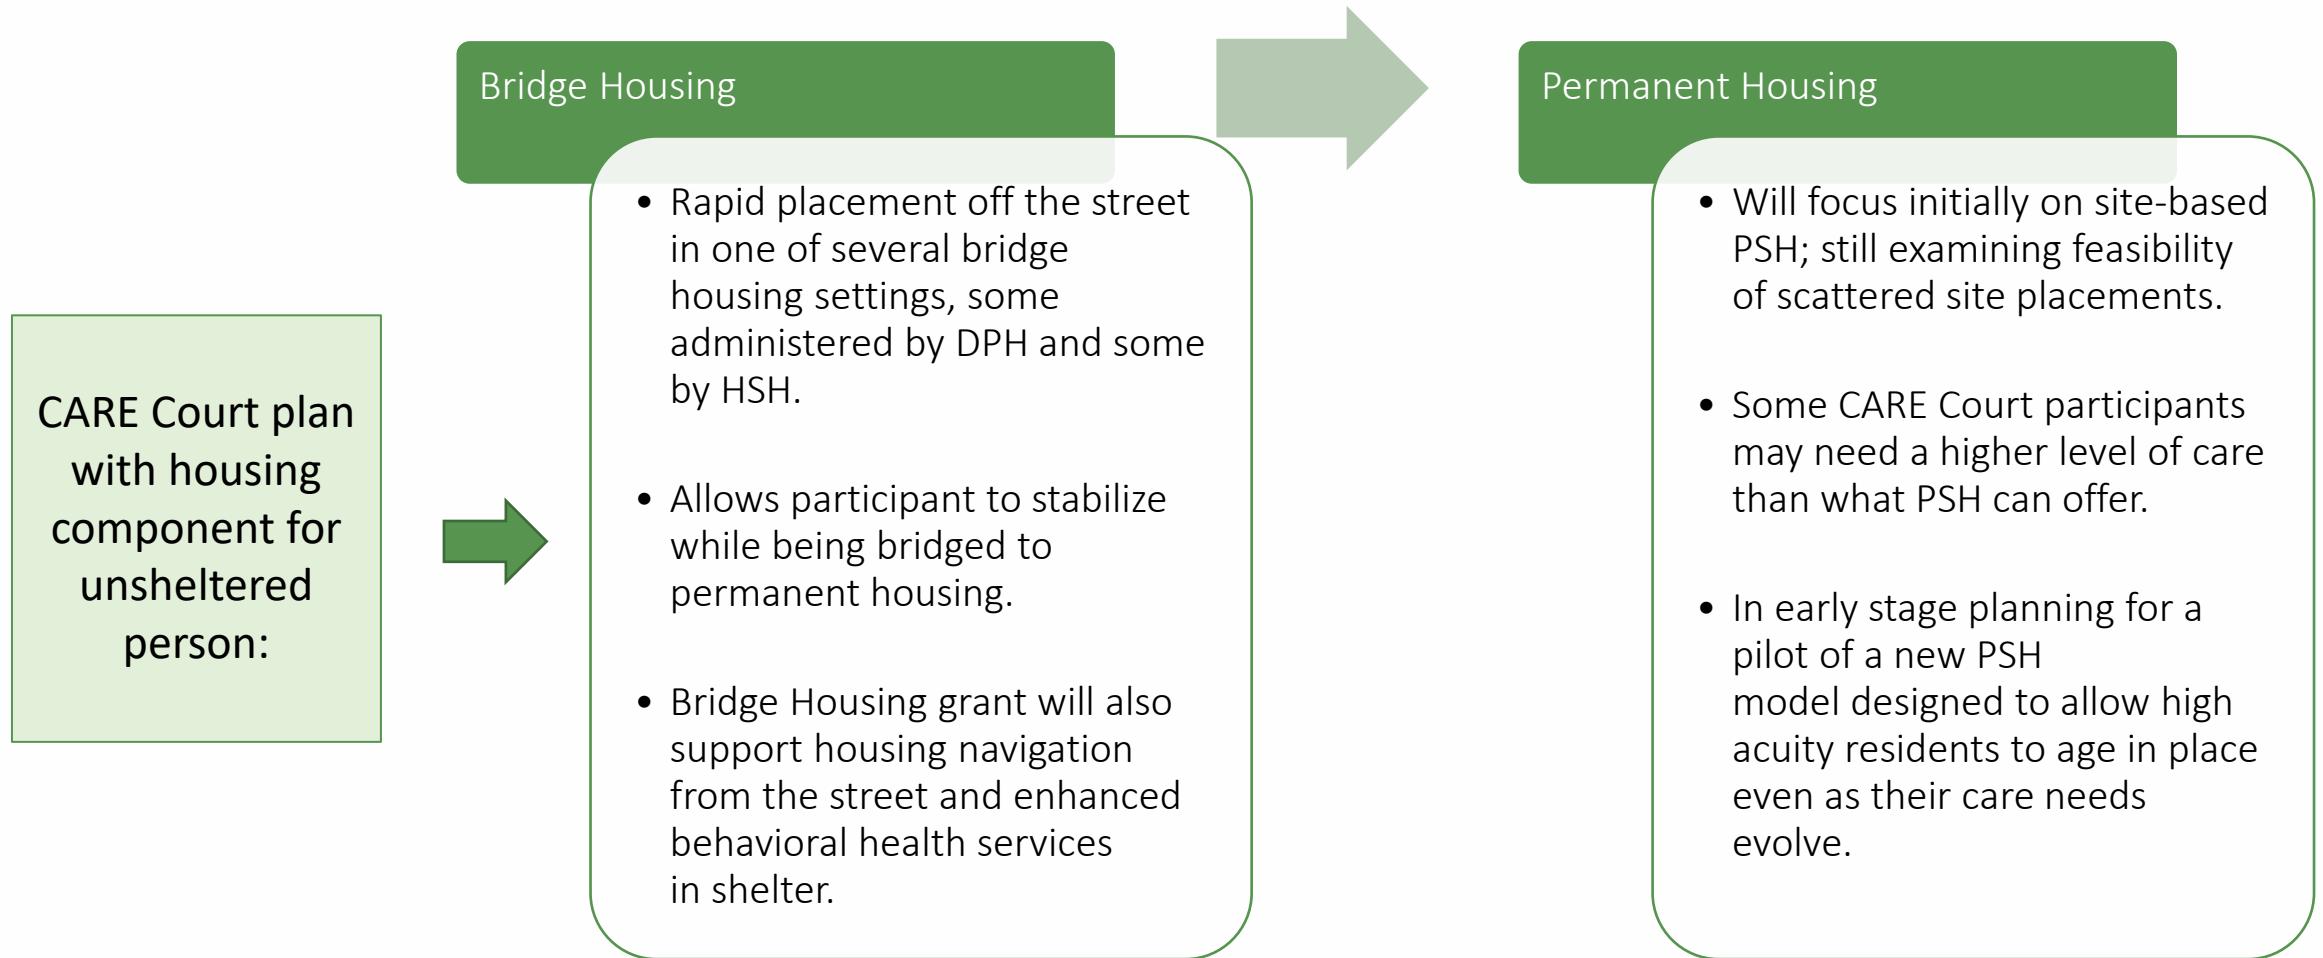 CARE Court plan
with housing
component for
unsheltered
person:
Bridge Housing
• Rapid placement off the street
in one of several bridge
housing settings, some
administered by DPH and some
by HSH.
• Allows participant to stabilize
while being bridged to
permanent housing.
• Bridge Housing grant will also
support housing navigation
from the street and enhanced
behavioral health services
in shelter.
Permanent Housing
• Will focus initially on site-based
PSH; still examining feasibility
of scattered site placements.
• Some CARE Court participants
may need a higher level of care
than what PSH can offer.
• In early stage planning for a
pilot of a new PSH
model designed to allow high
acuity residents to age in place
even as their care needs
evolve.